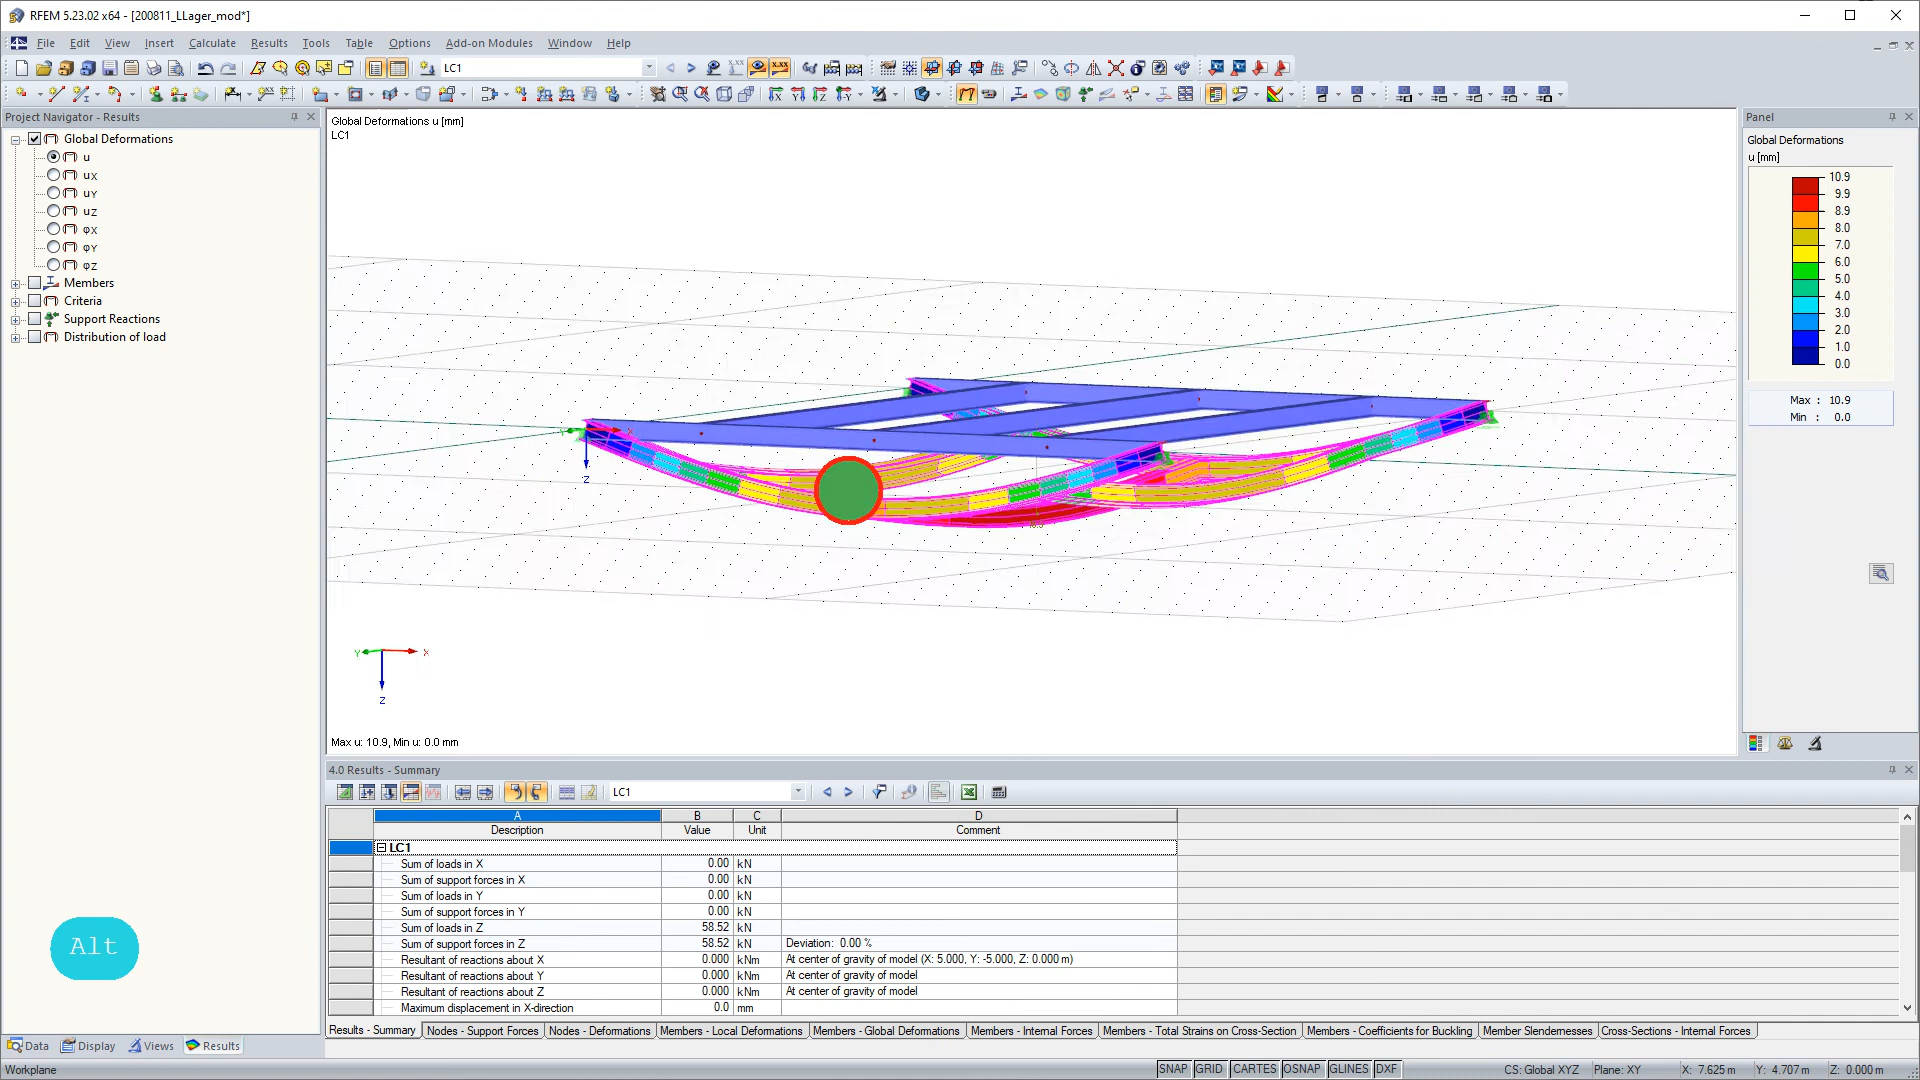 RFEM 5.23.02 x64 - [200811_LLager_mod*]
File Edit View Insert Calculate Results Tools Table Options Add-on Modules Window Help
LC1
Project Navigator - Results
Global Deformations
u
uX
uY
uZ
φX
φY
φZ
Members
Criteria
Support Reactions
Distribution of load
Global Deformations u [mm]
LC1
X
Z
Y
X
Z
Max u: 10.9, Min u: 0.0 mm
Panel
Global Deformations
u [mm]
10.9
9.9
8.9
8.0
7.0
6.0
5.0
4.0
3.0
2.0
1.0
0.0
Max : 10.9
Min : 0.0
Alt
4.0 Results - Summary
LC1
A B C D
Description Value Unit Comment
LC1
Sum of loads in X 0.00 kN
Sum of support forces in X 0.00 kN
Sum of loads in Y 0.00 kN
Sum of support forces in Y 0.00 kN
Sum of loads in Z 58.52 kN
Sum of support forces in Z 58.52 kN Deviation: 0.00 %
Resultant of reactions about X 0.000 kNm At center of gravity of model (X: 5.000, Y: -5.000, Z: 0.000 m)
Resultant of reactions about Y 0.000 kNm At center of gravity of model
Resultant of reactions about Z 0.000 kNm At center of gravity of model
Maximum displacement in X-direction 0.0 mm
Results - Summary Nodes - Support Forces Nodes - Deformations Members - Local Deformations Members - Global Deformations Members - Internal Forces Members - Total Strains on Cross-Section Members - Coefficients for Buckling Member Slendernesses Cross-Sections - Internal Forces
Data Display Views Results
Workplane SNAP GRID CARTES OSNAP GLINES DXF CS: Global XYZ Plane: XY X: 7.625 m Y: 4.707 m Z: 0.000 m